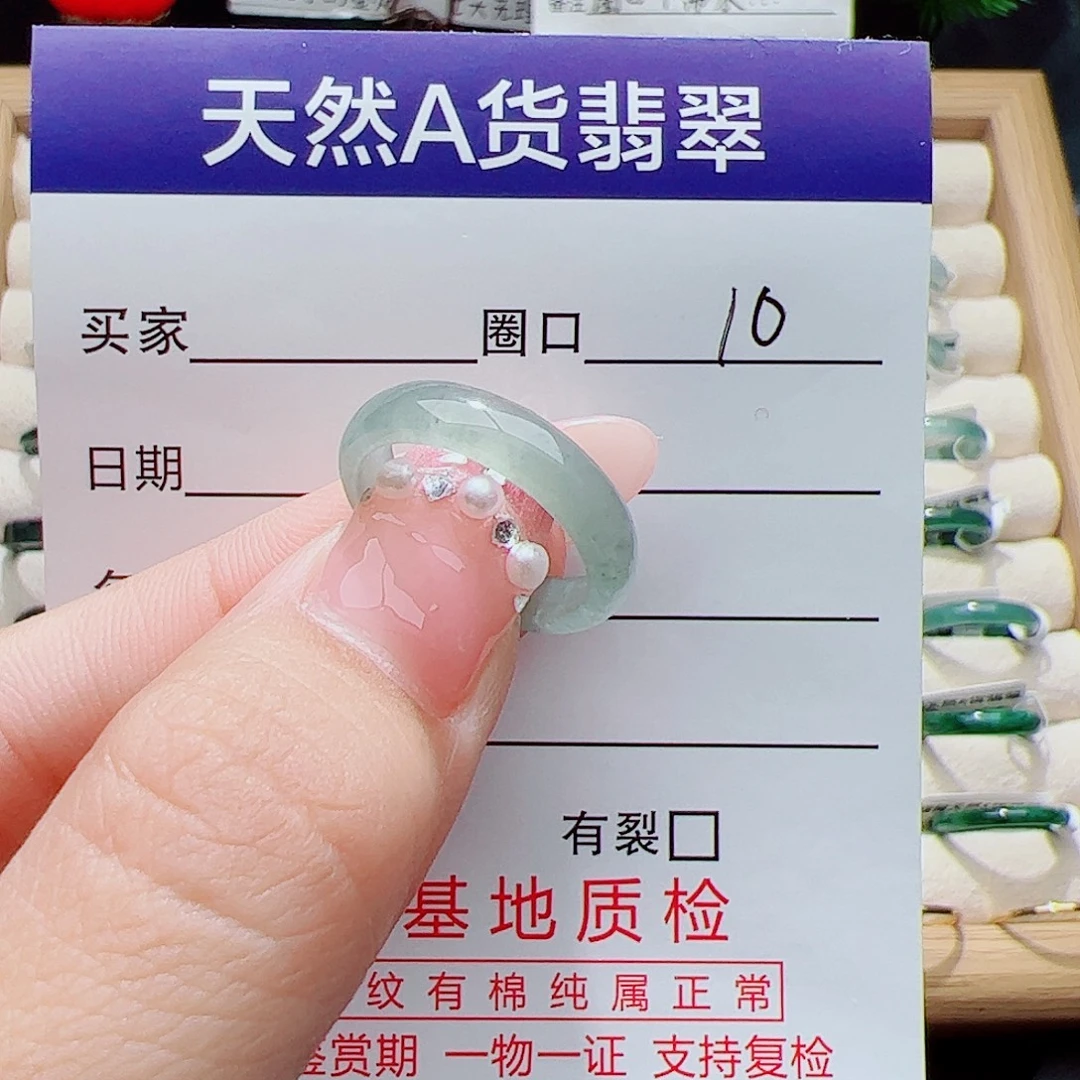 天然A货翡翠
买家 圈口 10
日期
有裂□
基地质检
纹有棉纯属正常
鉴赏期 一物一证 支持复检